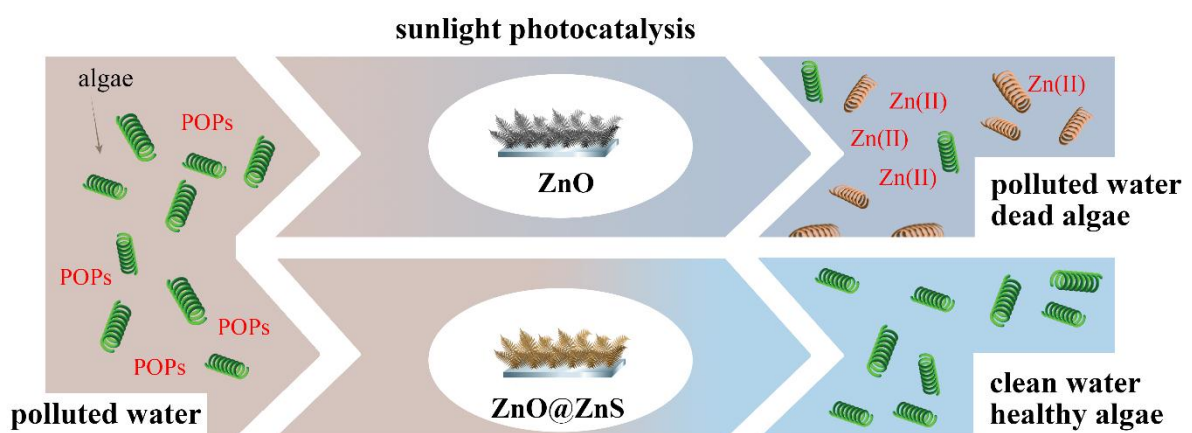 sunlight photocatalysis
algae
POPs
POPs
POPs
POPs
polluted water
ZnO
Zn(II)
Zn(II)
Zn(II)
Zn(II)
polluted water
dead algae
ZnO@ZnS
clean water
healthy algae